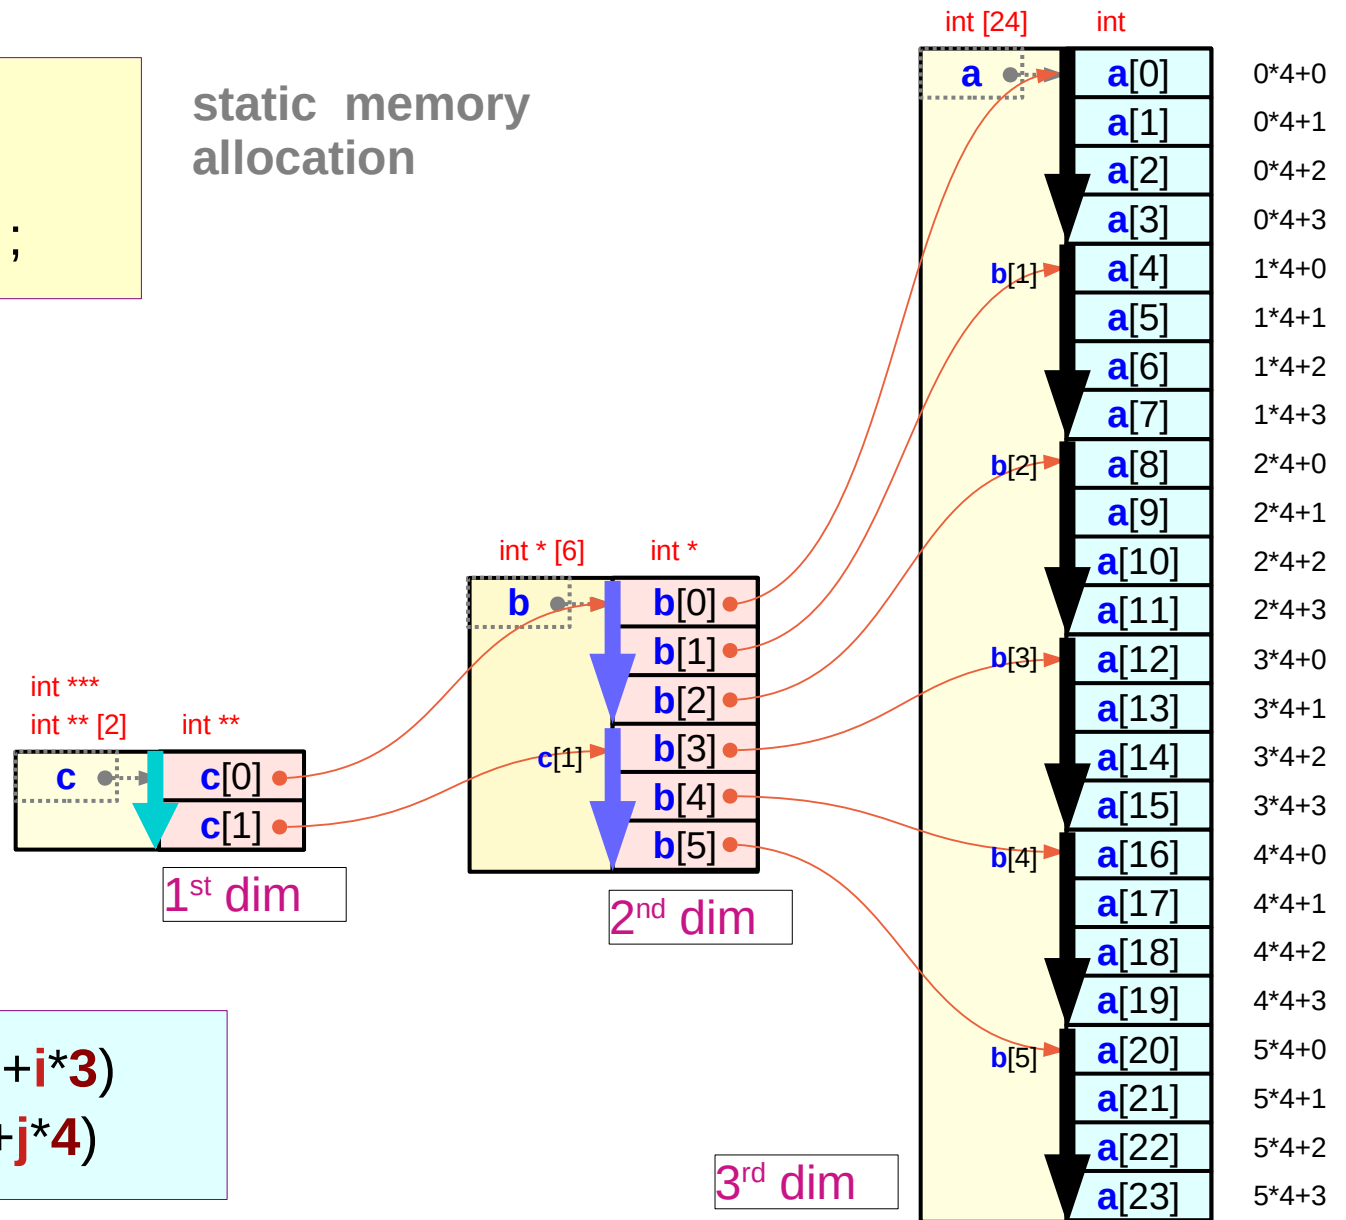 static memory
allocation
;
int [24] int
a
a[0] 0*4+0
a[1] 0*4+1
a[2] 0*4+2
a[3] 0*4+3
b[1] a[4] 1*4+0
a[5] 1*4+1
a[6] 1*4+2
a[7] 1*4+3
b[2] a[8] 2*4+0
a[9] 2*4+1
a[10] 2*4+2
a[11] 2*4+3
b[3] a[12] 3*4+0
a[13] 3*4+1
a[14] 3*4+2
a[15] 3*4+3
b[4] a[16] 4*4+0
a[17] 4*4+1
a[18] 4*4+2
a[19] 4*4+3
b[5] a[20] 5*4+0
a[21] 5*4+1
a[22] 5*4+2
a[23] 5*4+3
int * [6] int *
b b[0]
b[1]
b[2]
c[1] b[3]
b[4]
b[5]
2nd dim
int ***
int ** [2] int **
c c[0]
c[1]
1st dim
+i*3)
+j*4)
3rd dim